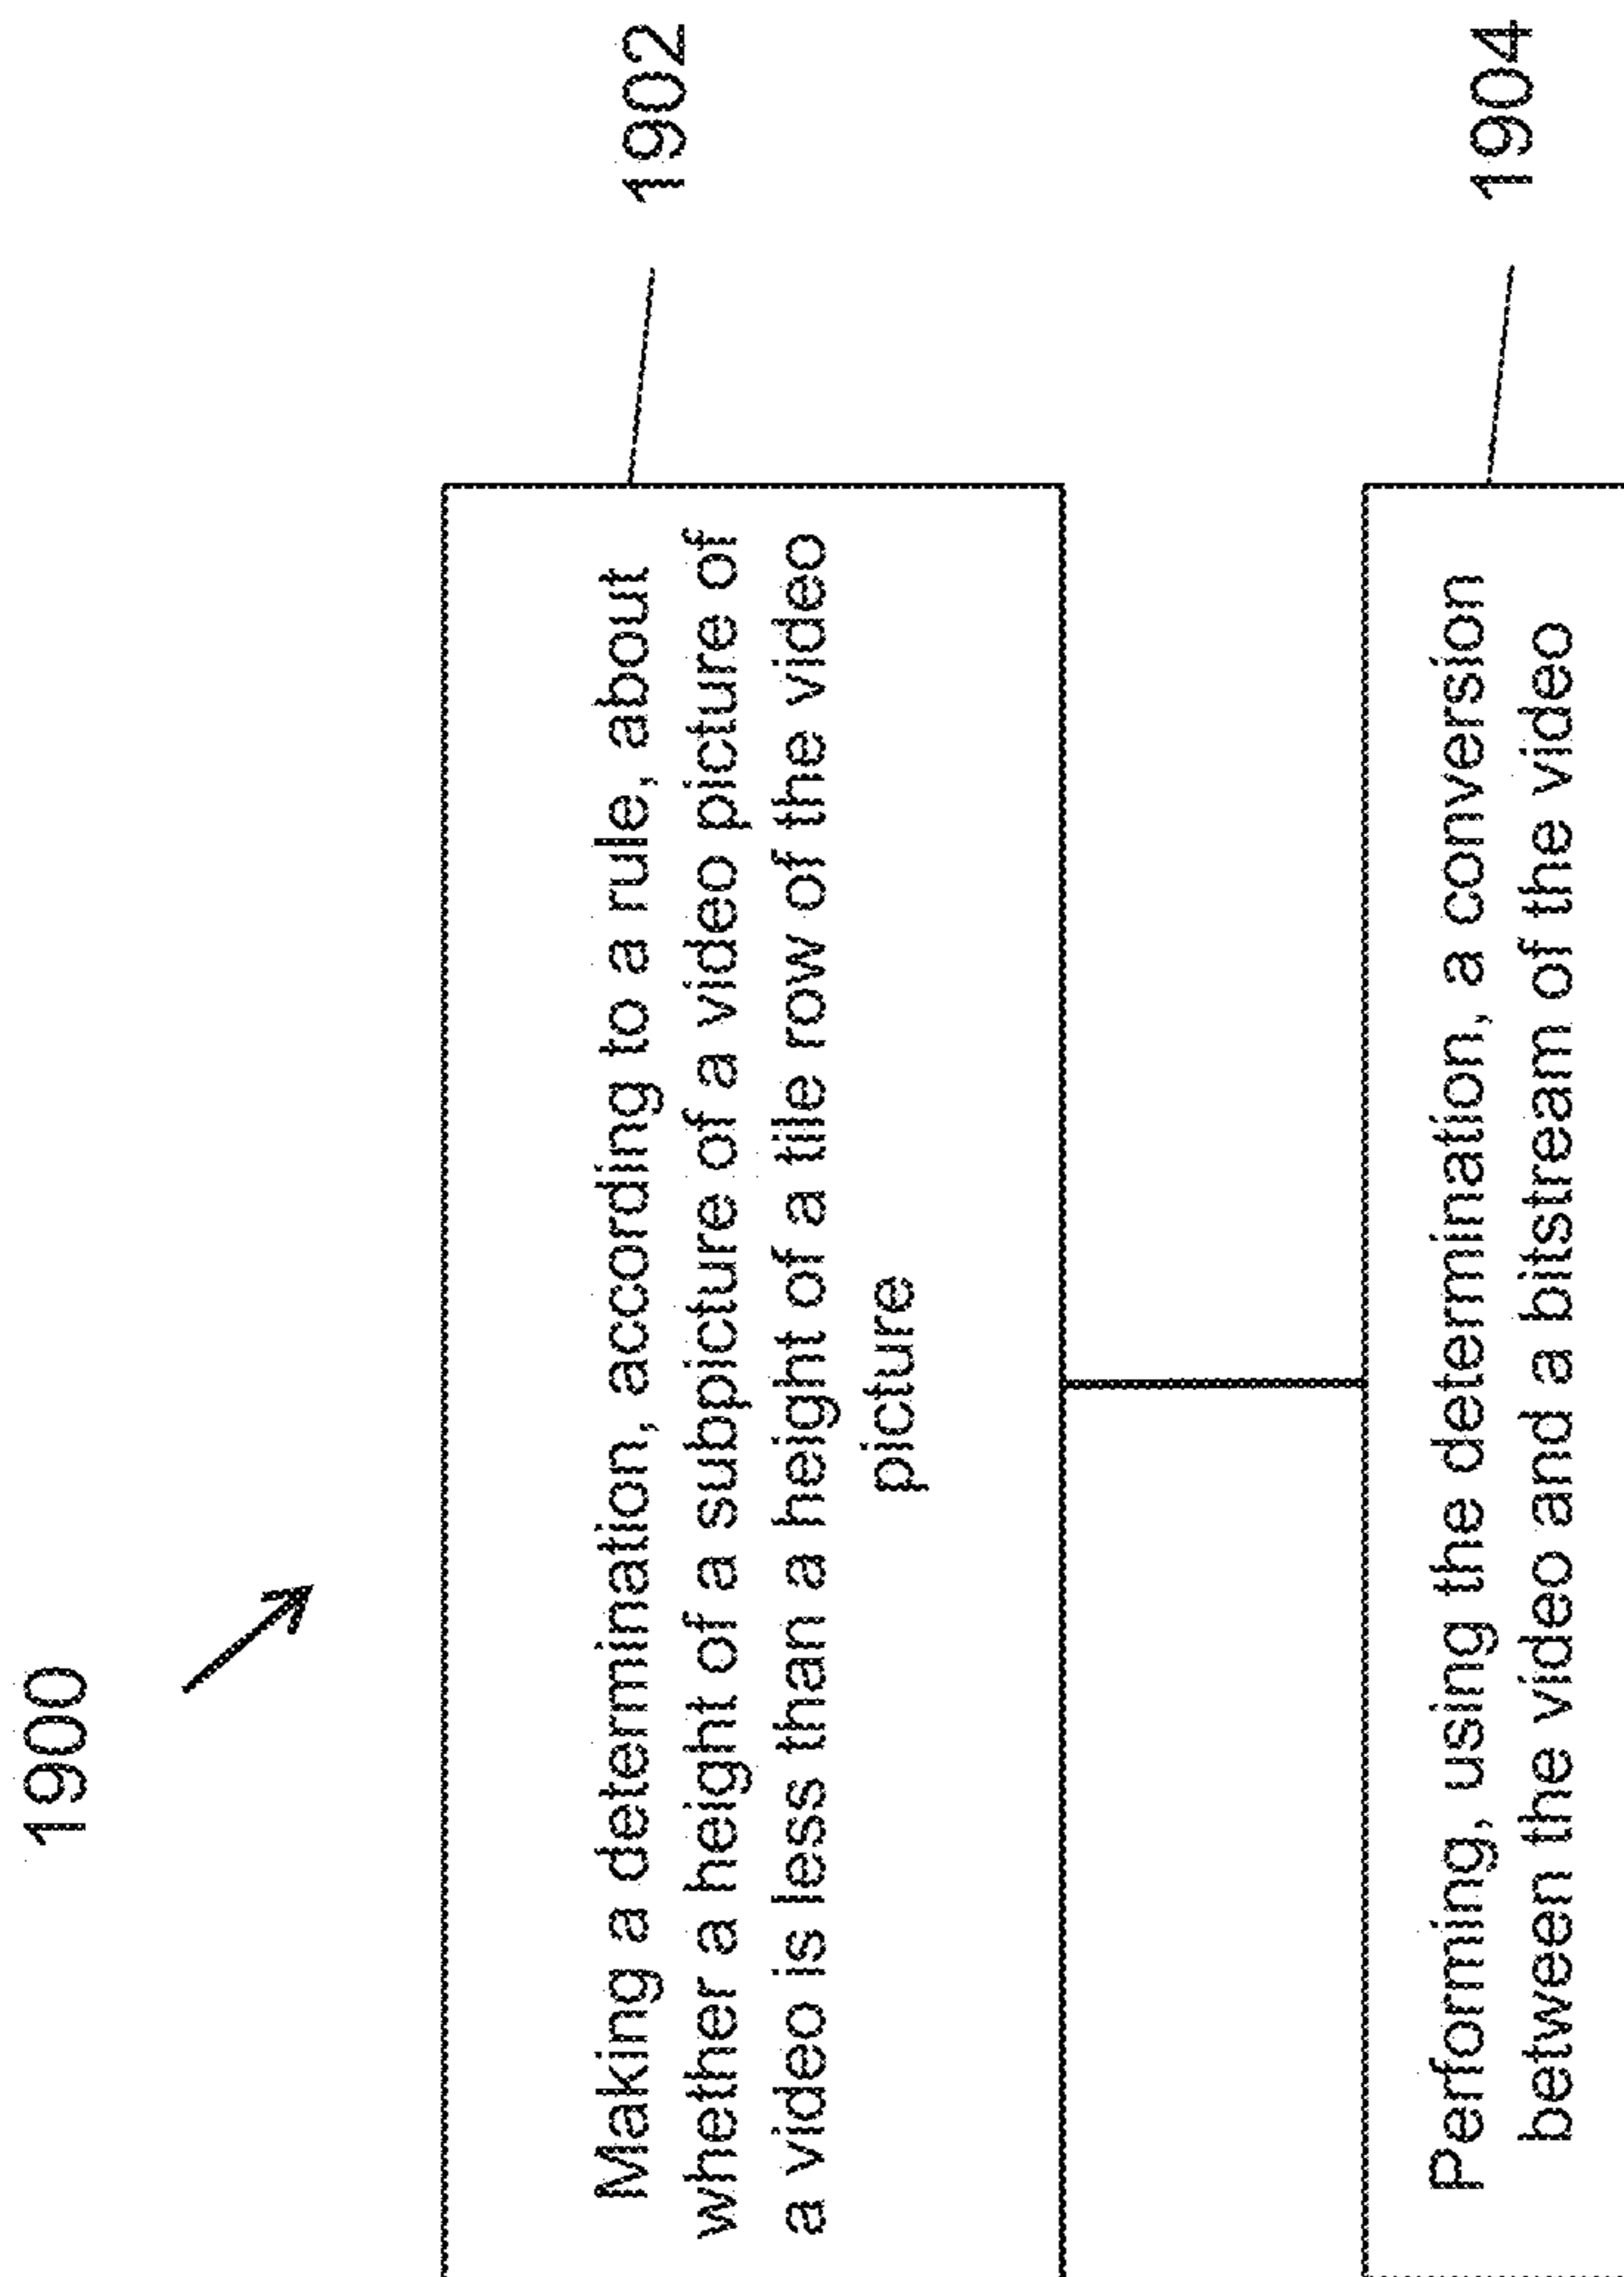 1900
Making a determination, according to a rule, about
whether a height of a subpicture of a video picture of
a video is less than a height of a tile row of the video
picture
1902
Performing, using the determination, a conversion
between the video and a bitstream of the video
1904